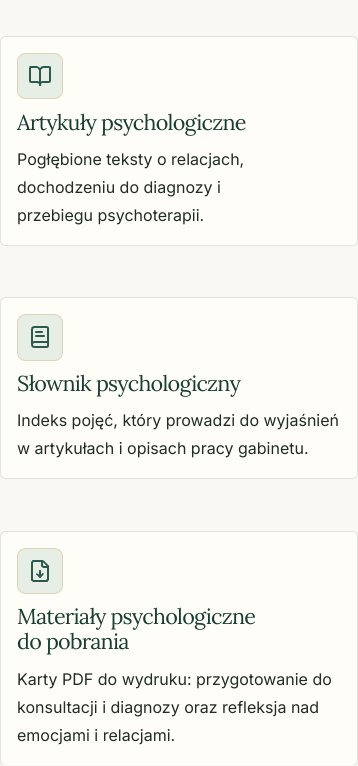 Artykuły psychologiczne
Pogłębione teksty o relacjach,
dochodzeniu do diagnozy i
przebiegu psychoterapii.
Słownik psychologiczny
Indeks pojęć, który prowadzi do wyjaśnień
w artykułach i opisach pracy gabinetu.
Materiały psychologiczne
do pobrania
Karty PDF do wydruku: przygotowanie do
konsultacji i diagnozy oraz refleksja nad
emocjami i relacjami.